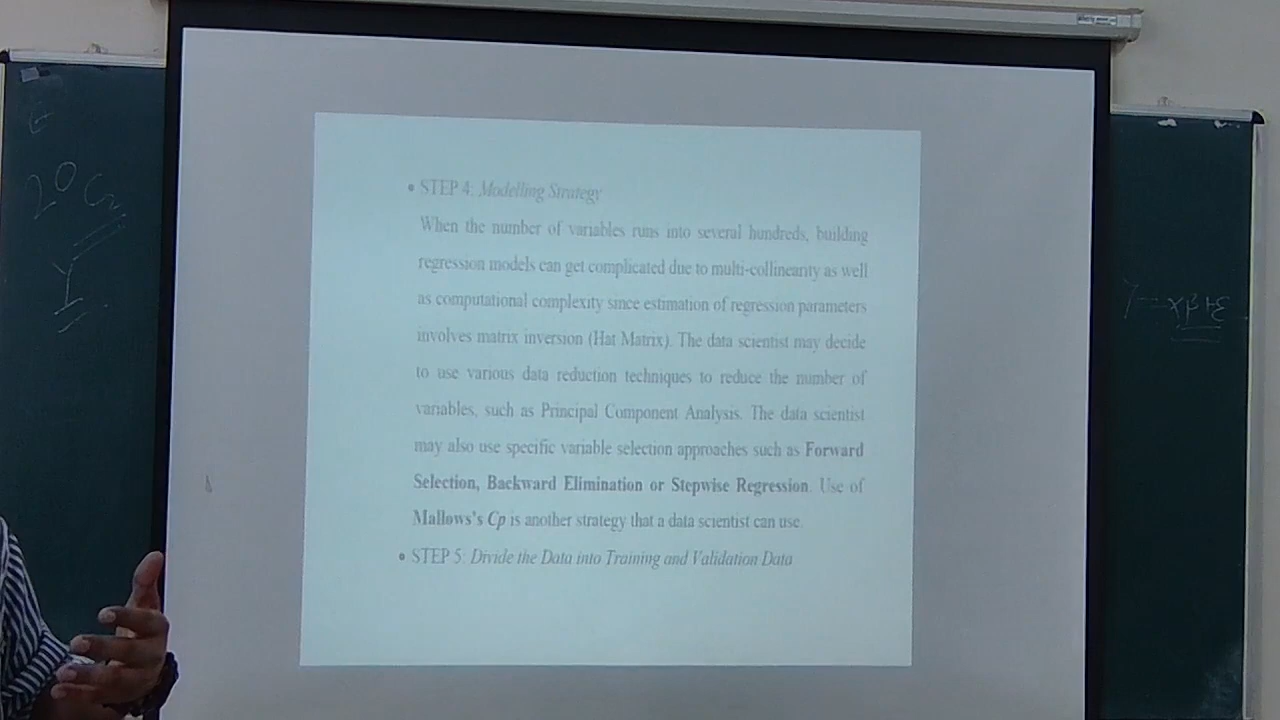 20C2
Y
• STEP 4: Modelling Strategy
When the number of variables runs into several hundreds, building
regression models can get complicated due to multi-collinearity as well
as computational complexity since estimation of regression parameters
involves matrix inversion (Hat Matrix). The data scientist may decide
to use various data reduction techniques to reduce the number of
variables, such as Principal Component Analysis. The data scientist
may also use specific variable selection approaches such as Forward
Selection, Backward Elimination or Stepwise Regression. Use of
Mallows's Cp is another strategy that a data scientist can use.
• STEP 5: Divide the Data into Training and Validation Data
Y = Xβ+ε